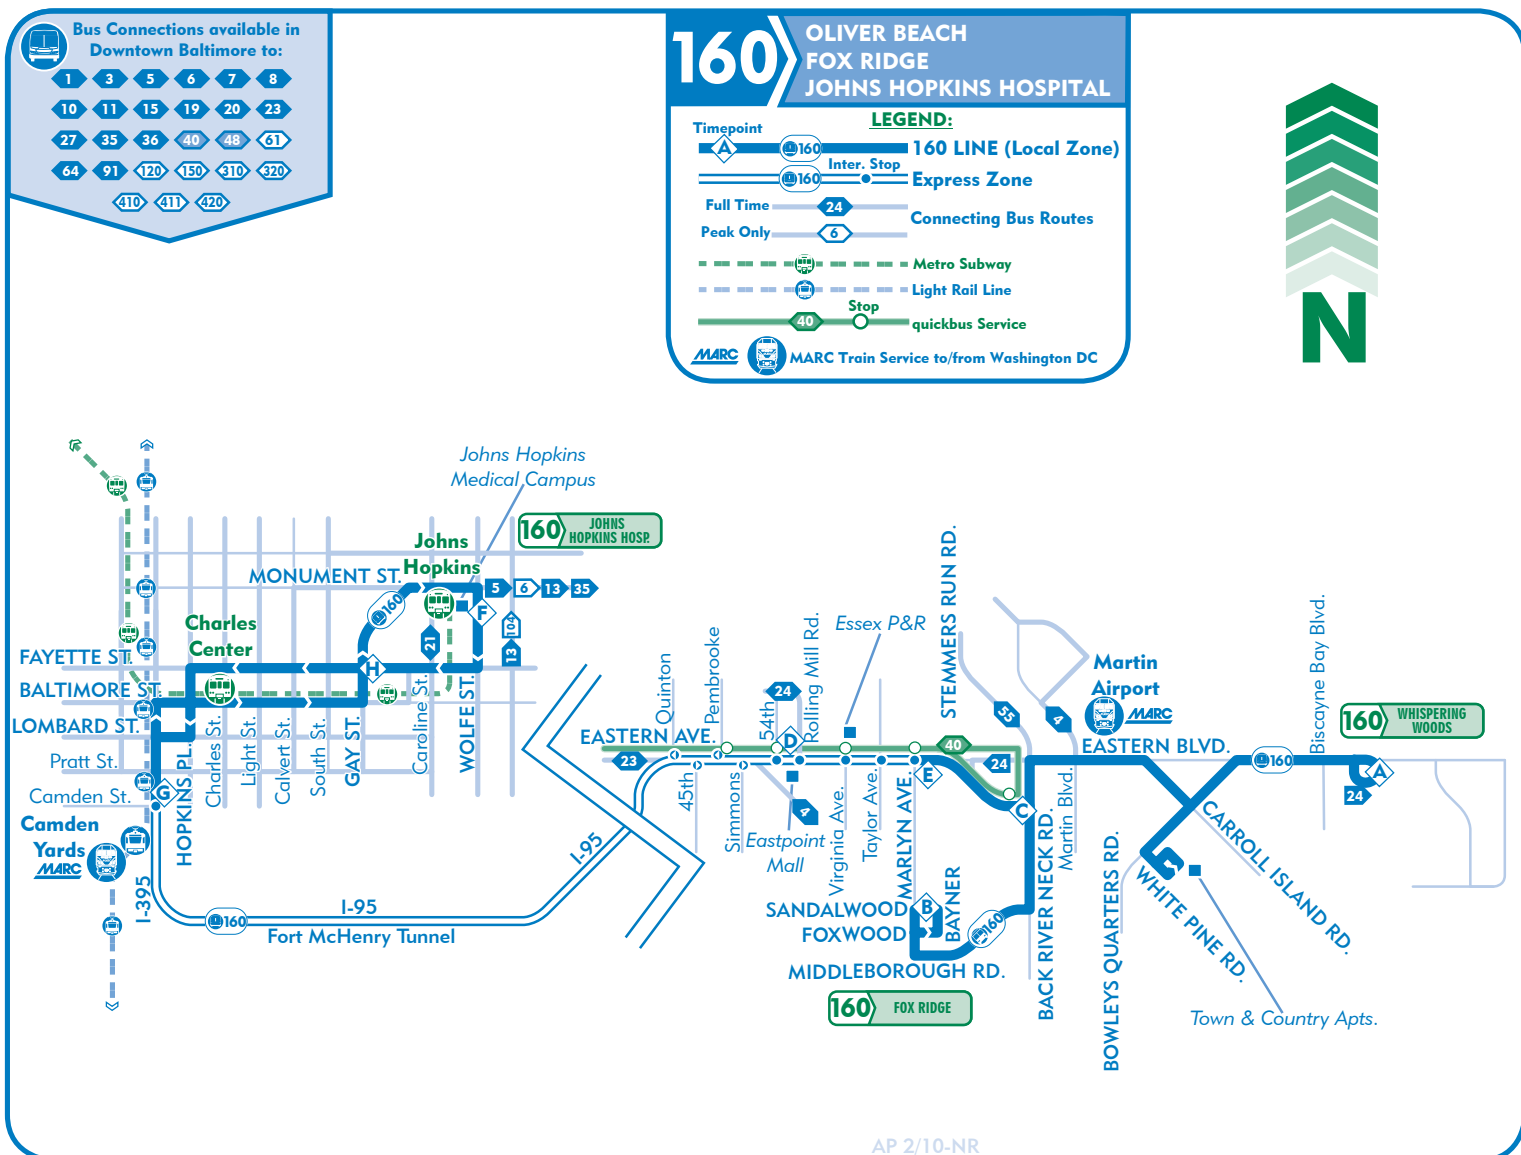 Bus Connections available in
Downtown Baltimore to:
1 3 5 6 7 8
10 11 15 19 20 23
27 35 36 40 48 61
64 91 120 150 310 320
410 411 420
160
OLIVER BEACH
FOX RIDGE
JOHNS HOPKINS HOSPITAL
LEGEND:
Timepoint
A 160 160 LINE (Local Zone)
Inter. Stop
160 Express Zone
Full Time 24
Connecting Bus Routes
Peak Only 6
Metro Subway
Light Rail Line
Stop
40 quickbus Service
MARC MARC Train Service to/from Washington DC
N
Johns Hopkins
Medical Campus
160 JOHNS
HOPKINS HOSP.
Johns
Hopkins
MONUMENT ST.
5 6 13 35
160
F
104
13
21
Charles
Center
FAYETTE ST.
H
BALTIMORE ST.
LOMBARD ST.
Pratt St.
Camden St.
G
Camden
Yards
MARC
HOPKINS PL.
Charles St.
Light St.
Calvert St.
South St.
GAY ST.
Caroline St.
WOLFE ST.
I-395
160
I-95
Fort McHenry Tunnel
I-95
EASTERN AVE.
23
Quinton
Pembrooke
45th
Simmons
24
54th
D
Rolling Mill Rd.
Essex P&R
4
Eastpoint
Mall
Virginia Ave.
Taylor Ave.
MARLYN AVE.
E
40
24
C
STEMMERS RUN RD.
55
4
Martin
Airport
MARC
EASTERN BLVD.
Martin Blvd.
BACK RIVER NECK RD.
SANDALWOOD
B
FOXWOOD
BAYNER
160
MIDDLEBOROUGH RD.
160 FOX RIDGE
BOWLEYS QUARTERS RD.
WHITE PINE RD.
CARROLL ISLAND RD.
Town & Country Apts.
160
Biscayne Bay Blvd.
160 WHISPERING
WOODS
A
24
AP 2/10-NR